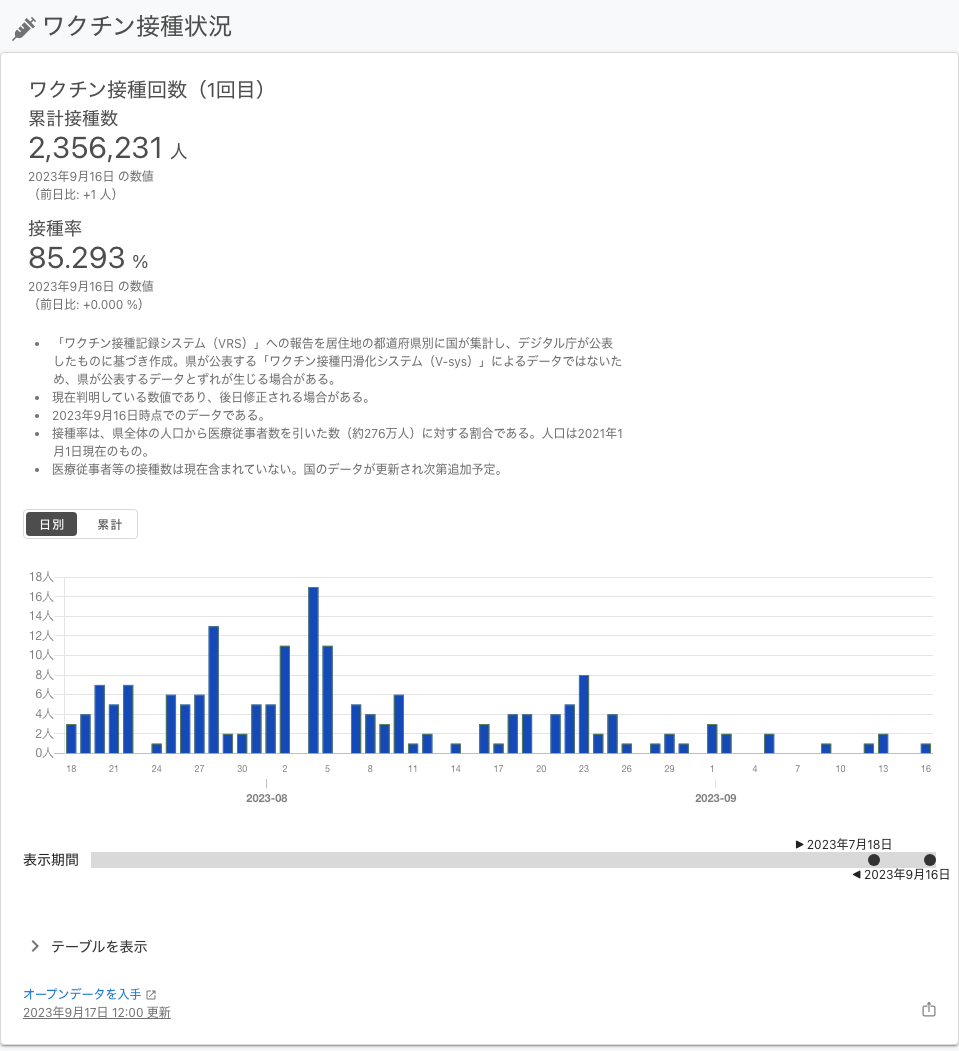 ワクチン接種状況
ワクチン接種回数（1回目）
累計接種数
2,356,231 人
2023年9月16日 の数値
（前日比: +1 人）
接種率
85.293 %
2023年9月16日 の数値
（前日比: +0.000 %）
• 「ワクチン接種記録システム（VRS）」への報告を居住地の都道府県別に国が集計し、デジタル庁が公表
したものに基づき作成。県が公表する「ワクチン接種円滑化システム（V-sys）」によるデータではないた
め、県が公表するデータとずれが生じる場合がある。
• 現在判明している数値であり、後日修正される場合がある。
• 2023年9月16日時点でのデータである。
• 接種率は、県全体の人口から医療従事者数を引いた数（約276万人）に対する割合である。人口は2021年1
月1日現在のもの。
• 医療従事者等の接種数は現在含まれていない。国のデータが更新され次第追加予定。
日別 累計
18人
16人
14人
12人
10人
8人
6人
4人
2人
0人
18 21 24 27 30 2 5 8 11 14 17 20 23 26 29 1 4 7 10 13 16
2023-08 2023-09
▶ 2023年7月18日
表示期間
◀ 2023年9月16日
テーブルを表示
オープンデータを入手
2023年9月17日 12:00 更新